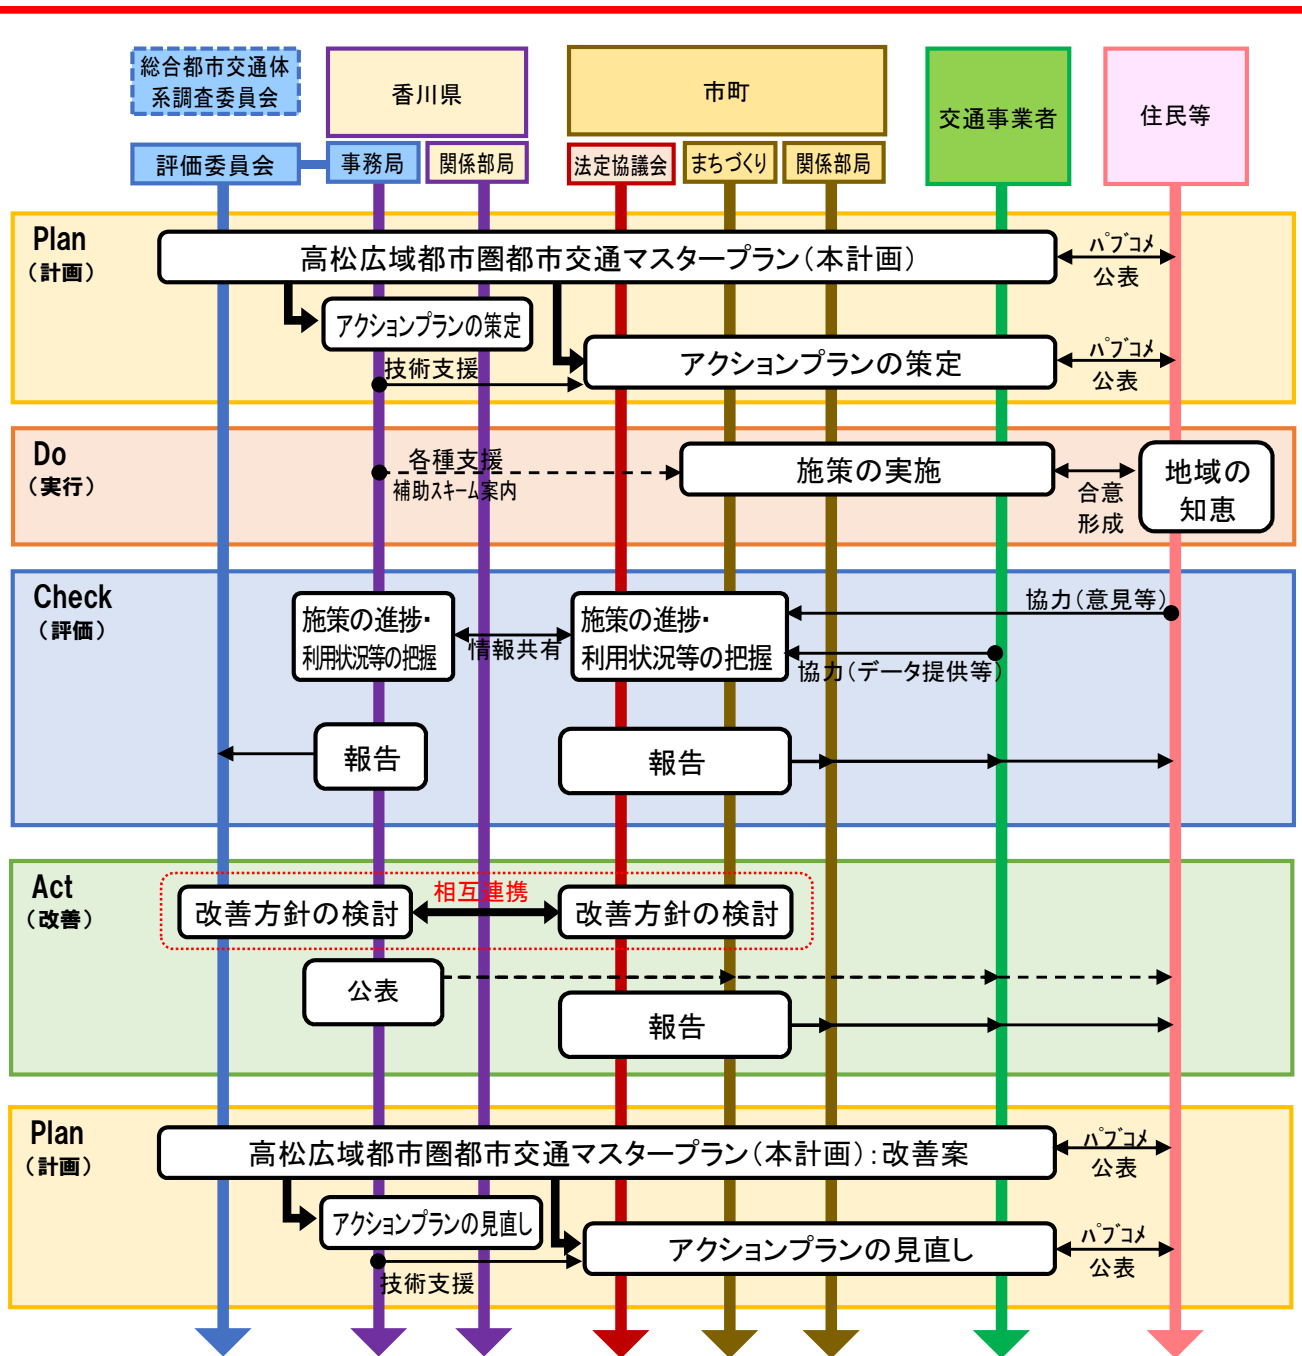 総合都市交通体
系調査委員会
香川県
市町
交通事業者
住民等
評価委員会
事務局
関係部局
法定協議会
まちづくり
関係部局
Plan
（計画）
高松広域都市圏都市交通マスタープラン（本計画）
パブコメ
公表
アクションプランの策定
アクションプランの策定
技術支援
パブコメ
公表
Do
（実行）
各種支援
補助スキーム案内
施策の実施
合意
形成
地域の
知恵
Check
（評価）
施策の進捗・
利用状況等の把握
情報共有
施策の進捗・
利用状況等の把握
協力（意見等）
協力（データ提供等）
報告
報告
Act
（改善）
改善方針の検討
相互連携
改善方針の検討
公表
報告
Plan
（計画）
高松広域都市圏都市交通マスタープラン（本計画）：改善案
パブコメ
公表
アクションプランの見直し
アクションプランの見直し
技術支援
パブコメ
公表